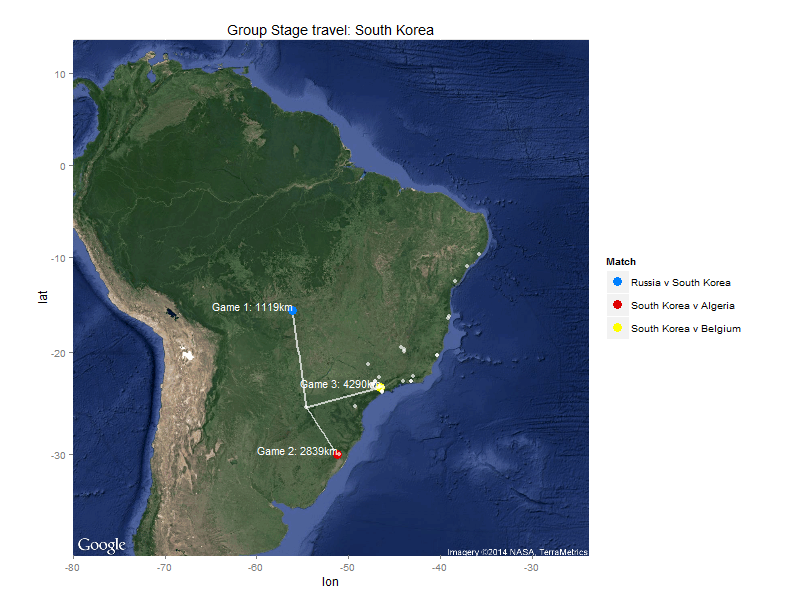 Group Stage travel: South Korea
10
0
-10
-20
-30
lat
Game 1: 1119km
Game 3: 4290km
Game 2: 2839km
Google
Imagery ©2014 NASA, TerraMetrics
-80
-70
-60
-50
-40
-30
lon
Match
Russia v South Korea
South Korea v Algeria
South Korea v Belgium